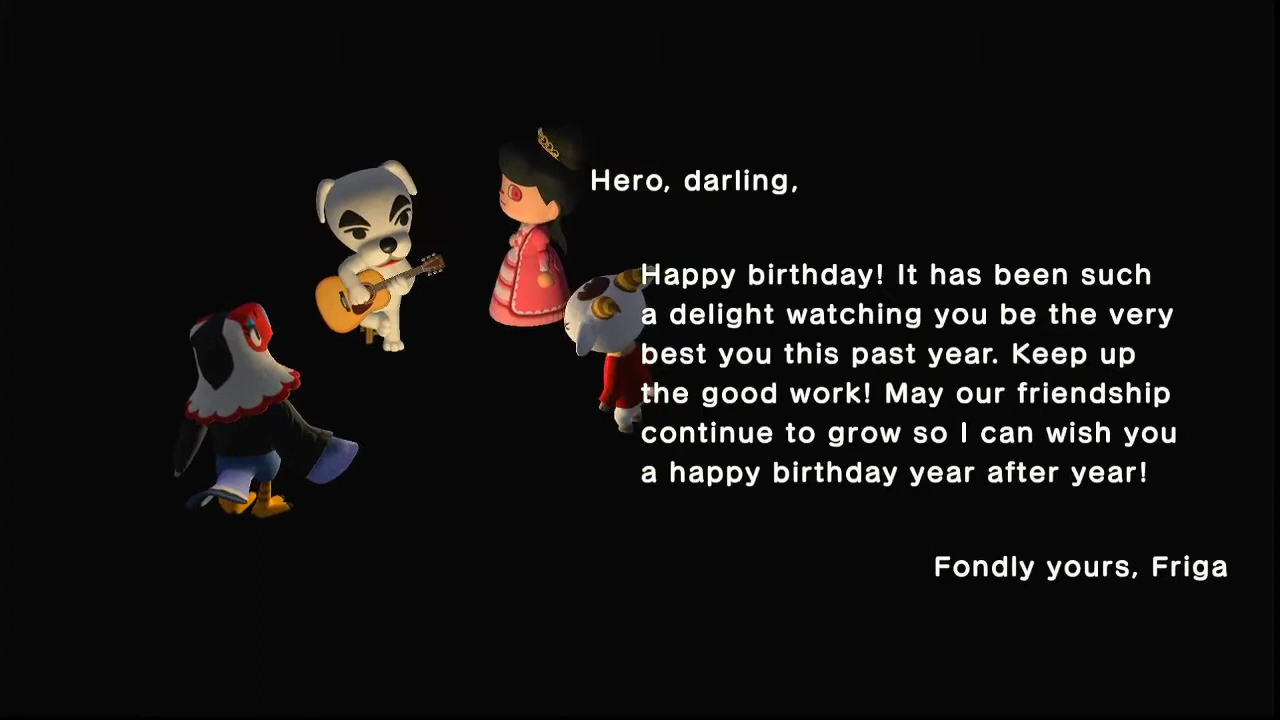 Hero, darling,
Happy birthday! It has been such
a delight watching you be the very
best you this past year. Keep up
the good work! May our friendship
continue to grow so I can wish you
a happy birthday year after year!
Fondly yours, Friga